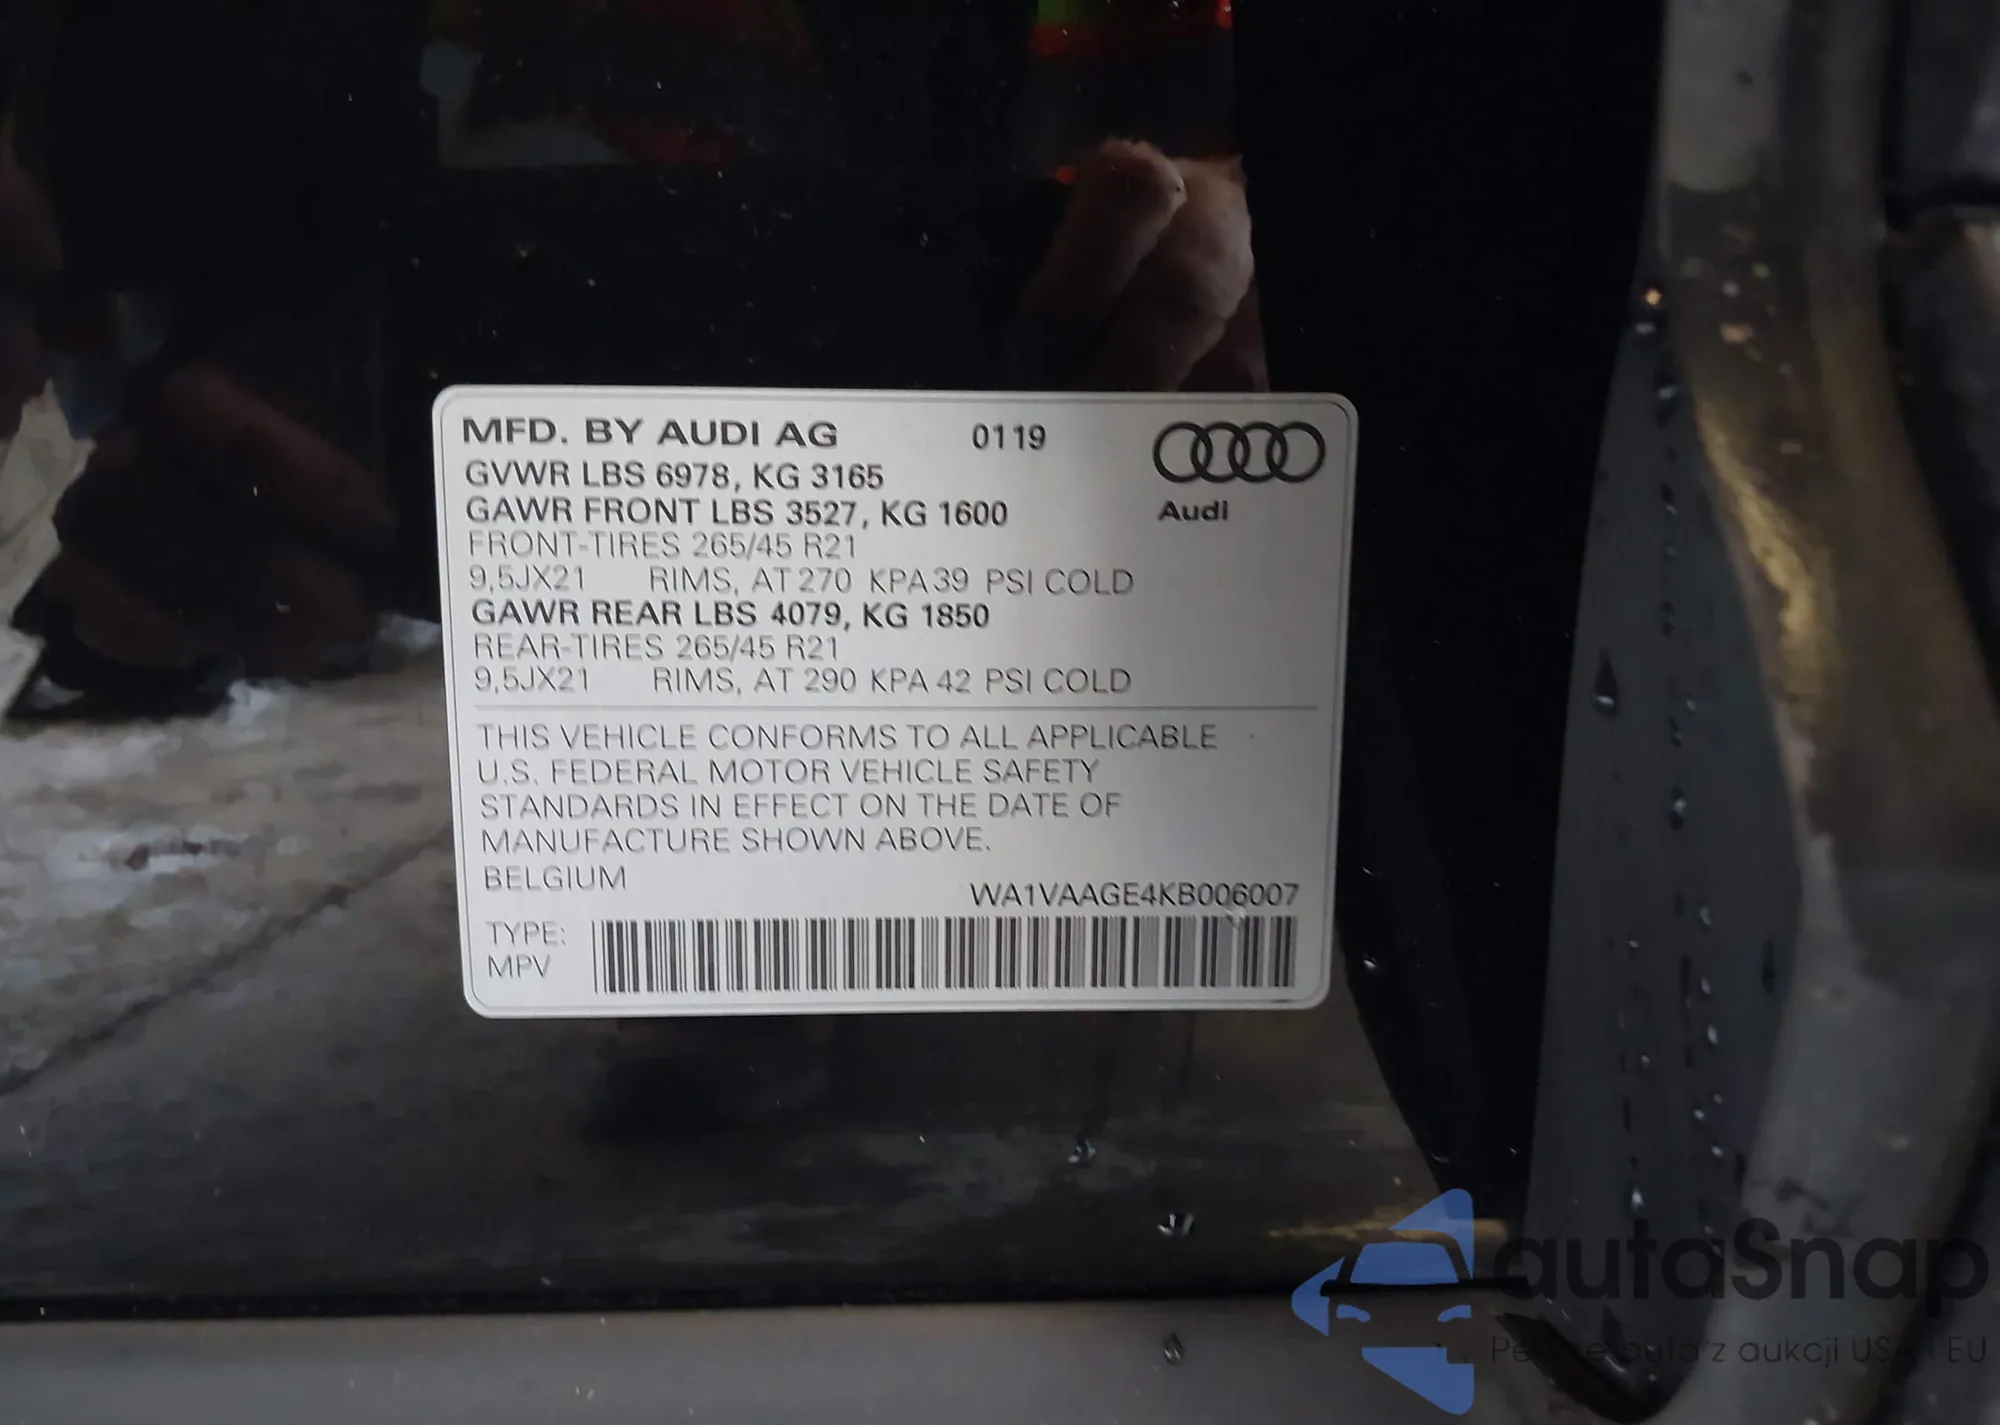 MFD. BY AUDI AG 0119
GVWR LBS 6978, KG 3165
GAWR FRONT LBS 3527, KG 1600
Audi
FRONT-TIRES 265/45 R21
9,5JX21 RIMS, AT 270 KPA 39 PSI COLD
GAWR REAR LBS 4079, KG 1850
REAR-TIRES 265/45 R21
9,5JX21 RIMS, AT 290 KPA 42 PSI COLD
THIS VEHICLE CONFORMS TO ALL APPLICABLE
U.S. FEDERAL MOTOR VEHICLE SAFETY
STANDARDS IN EFFECT ON THE DATE OF
MANUFACTURE SHOWN ABOVE.
BELGIUM
WA1VAAGE4KB006007
TYPE:
MPV
autaSnap
auta z aukcji USA EU